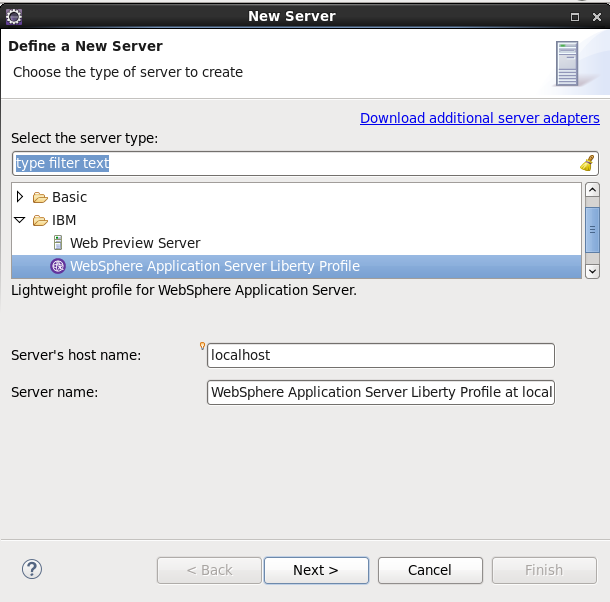 New Server
Define a New Server
Choose the type of server to create
Download additional server adapters
Select the server type:
type filter text
Basic
IBM
Web Preview Server
WebSphere Application Server Liberty Profile
Lightweight profile for WebSphere Application Server.
Server's host name: localhost
Server name: WebSphere Application Server Liberty Profile at local
? < Back Next > Cancel Finish